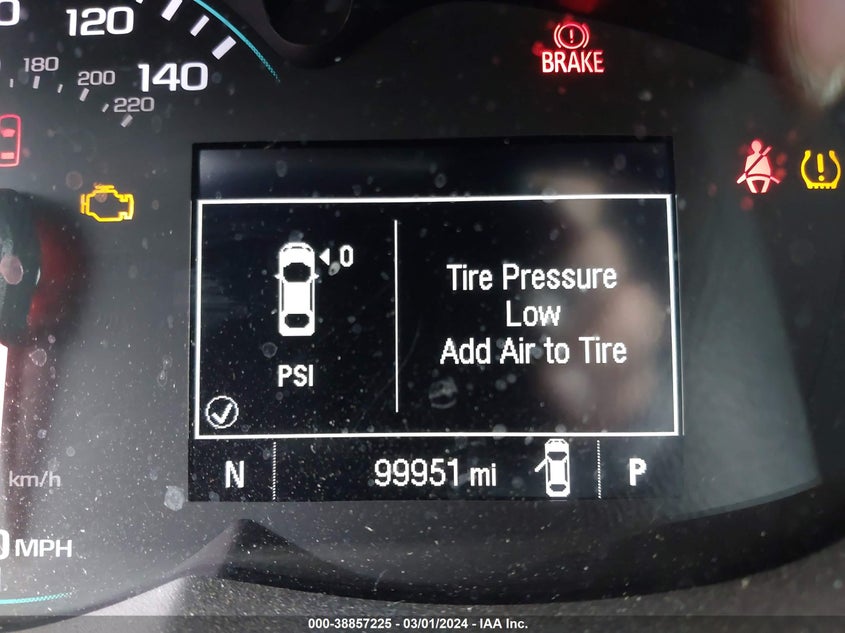 120
180
200
140
220
BRAKE
0
Tire Pressure
Low
Add Air to Tire
PSI
N
99951 mi
P
km/h
MPH
000-38857225 - 03/01/2024 - IAA Inc.